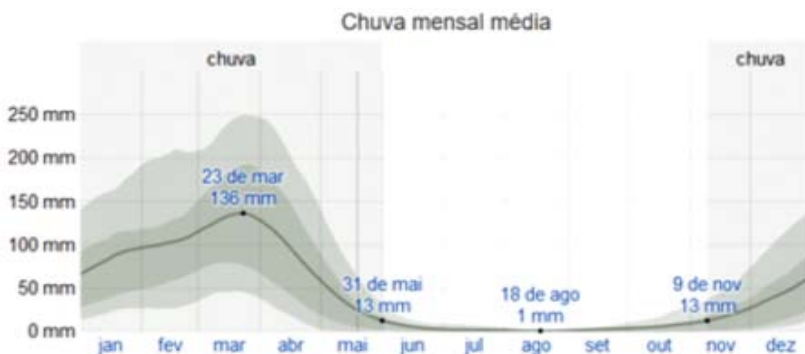 Chuva mensal média
chuva
chuva
250 mm
200 mm
150 mm
100 mm
50 mm
0 mm
23 de mar
136 mm
31 de mai
13 mm
18 de ago
1 mm
9 de nov
13 mm
jan fev mar abr mai jun jul ago set out nov dez